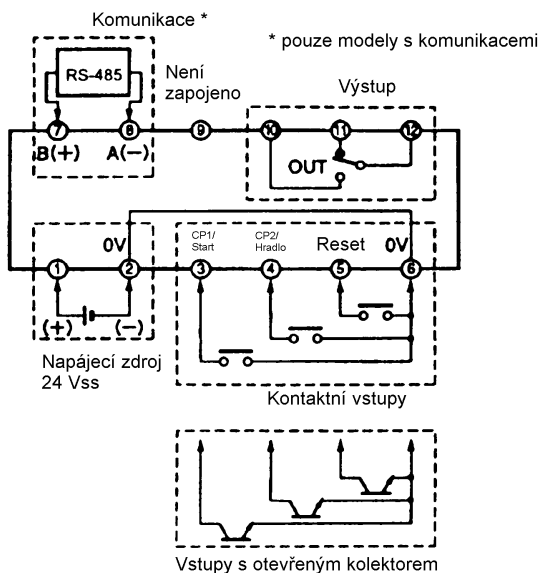 Komunikace *
* pouze modely s komunikacemi
RS-485
Není
zapojeno
Výstup
7
8
9
10
11
12
B(+)
A(−)
OUT
0V
CP1/
Start
CP2/
Hradlo
Reset
0V
1
2
3
4
5
6
(+)
(−)
Napájecí zdroj
24 Vss
Kontaktní vstupy
Vstupy s otevřeným kolektorem